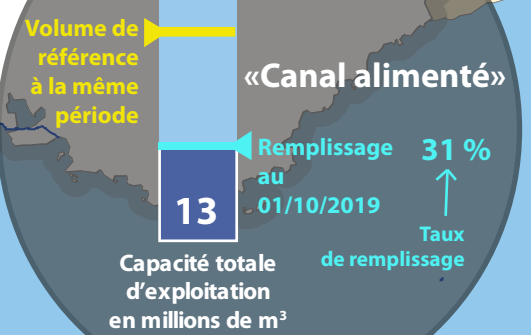 Volume de
référence
à la même
période
«Canal alimenté»
Remplissage
au
01/10/2019
31 %
Taux
de remplissage
13
Capacité totale
d'exploitation
en millions de m³